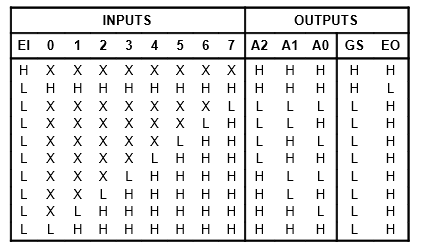 INPUTS OUTPUTS
EI 0 1 2 3 4 5 6 7 A2 A1 A0 GS EO
H X X X X X X X X H H H H H
L H H H H H H H H H H H H L
L X X X X X X X L L L L L H
L X X X X X X L H L L H L H
L X X X X X L H H L H L L H
L X X X X L H H H L H H L H
L X X X L H H H H H L L L H
L X X L H H H H H H L H L H
L X L H H H H H H H H L L H
L L H H H H H H H H H H L H